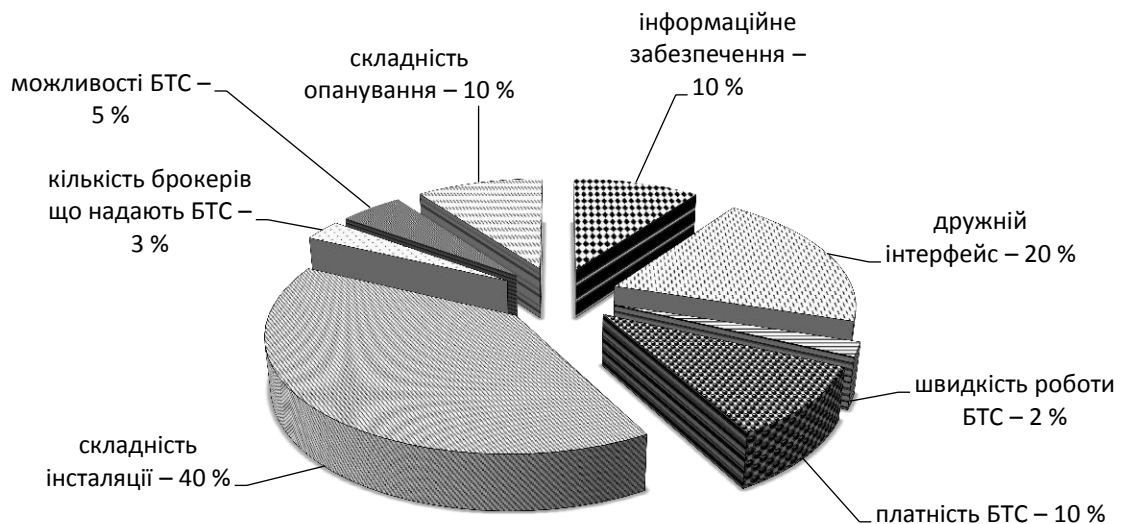 інформаційне
забезпечення –
10 %
складність
опанування – 10 %
можливості БТС –
5 %
кількість брокерів
що надають БТС –
3 %
дружній
інтерфейс – 20 %
швидкість роботи
БТС – 2 %
складність
інсталяції – 40 %
платність БТС – 10 %